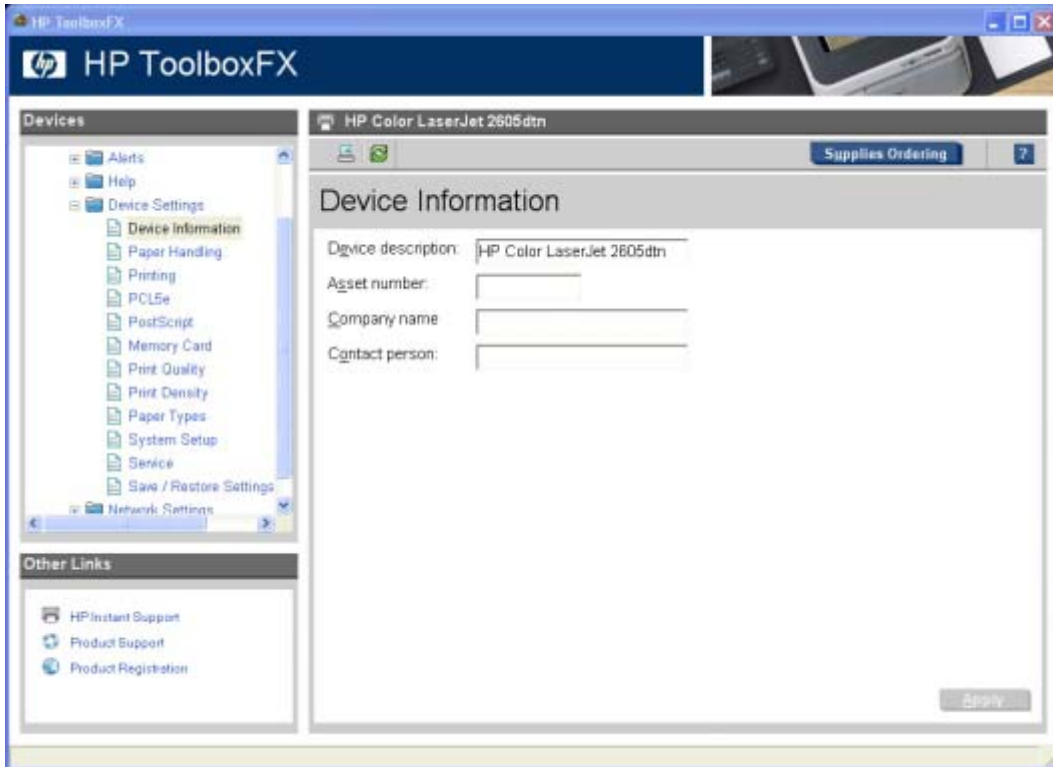 HP ToolboxFX
hp HP ToolboxFX
Devices
Alerts
Help
Device Settings
Device Information
Paper Handling
Printing
PCL5e
PostScript
Memory Card
Print Quality
Print Density
Paper Types
System Setup
Service
Save / Restore Settings
Network Settings
Other Links
HP Instant Support
Product Support
Product Registration
HP Color LaserJet 2605dtn
Supplies Ordering ?
Device Information
Device description: HP Color LaserJet 2605dtn
Asset number:
Company name
Contact person:
Apply